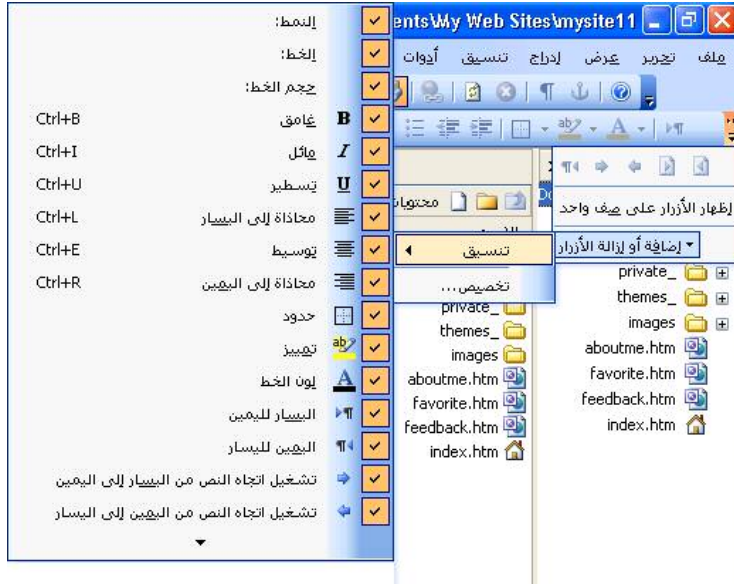 ents\My Web Sites\mysite11
ملف تحرير عرض إدراج تنسيق أدوات
إظهار الأزرار على صف واحد
إضافة أو إزالة الأزرار
تنسيق
تخصيص...
محتويات
النمط:
الخط:
حجم الخط:
غامق Ctrl+B
مائل Ctrl+I
تسطير Ctrl+U
محاذاة إلى اليسار Ctrl+L
توسيط Ctrl+E
محاذاة إلى اليمين Ctrl+R
حدود
تمييز
لون الخط
اليسار لليمين
اليمين لليسار
تشغيل اتجاه النص من اليسار إلى اليمين
تشغيل اتجاه النص من اليمين إلى اليسار
private_
themes_
images
aboutme.htm
favorite.htm
feedback.htm
index.htm
private_
themes_
images
aboutme.htm
favorite.htm
feedback.htm
index.htm